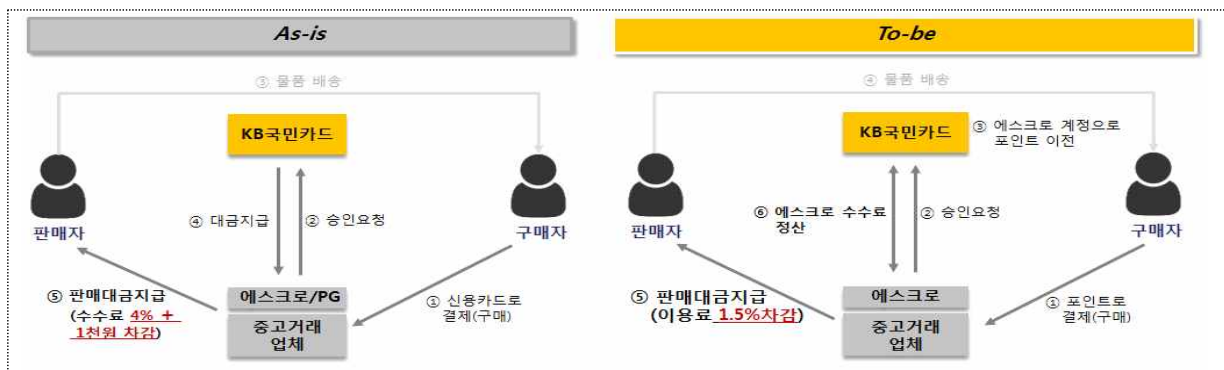 As-is
③ 물품 배송
KB국민카드
판매자
구매자
④ 대금지급
② 승인요청
⑤ 판매대금지급
(수수료 4% +
1천원 차감)
에스크로/PG
중고거래
업체
① 신용카드로
결제(구매)
To-be
④ 물품 배송
KB국민카드
③ 에스크로 계정으로
포인트 이전
판매자
구매자
⑥ 에스크로 수수료
정산
② 승인요청
⑤ 판매대금지급
(이용료 1.5%차감)
에스크로
중고거래
업체
① 포인트로
결제(구매)